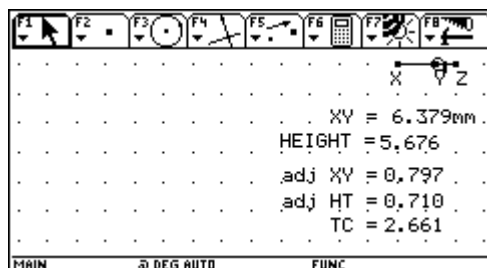 F1 F2 F3 F4 F5 F6 F7 F8
X Y Z
XY = 6.379mm
HEIGHT = 5.676
adj XY = 0.797
adj HT = 0.710
TC = 2.661
MAIN DEG AUTO FUNC